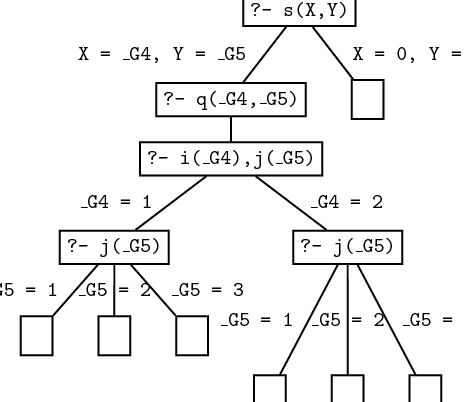 ?- s(X,Y)
X = _G4, Y = _G5
X = 0, Y =
?- q(_G4,_G5)
?- i(_G4),j(_G5)
_G4 = 1
_G4 = 2
?- j(_G5)
?- j(_G5)
G5 = 1
_G5 = 2
_G5 = 3
_G5 = 1
_G5 = 2
_G5 =